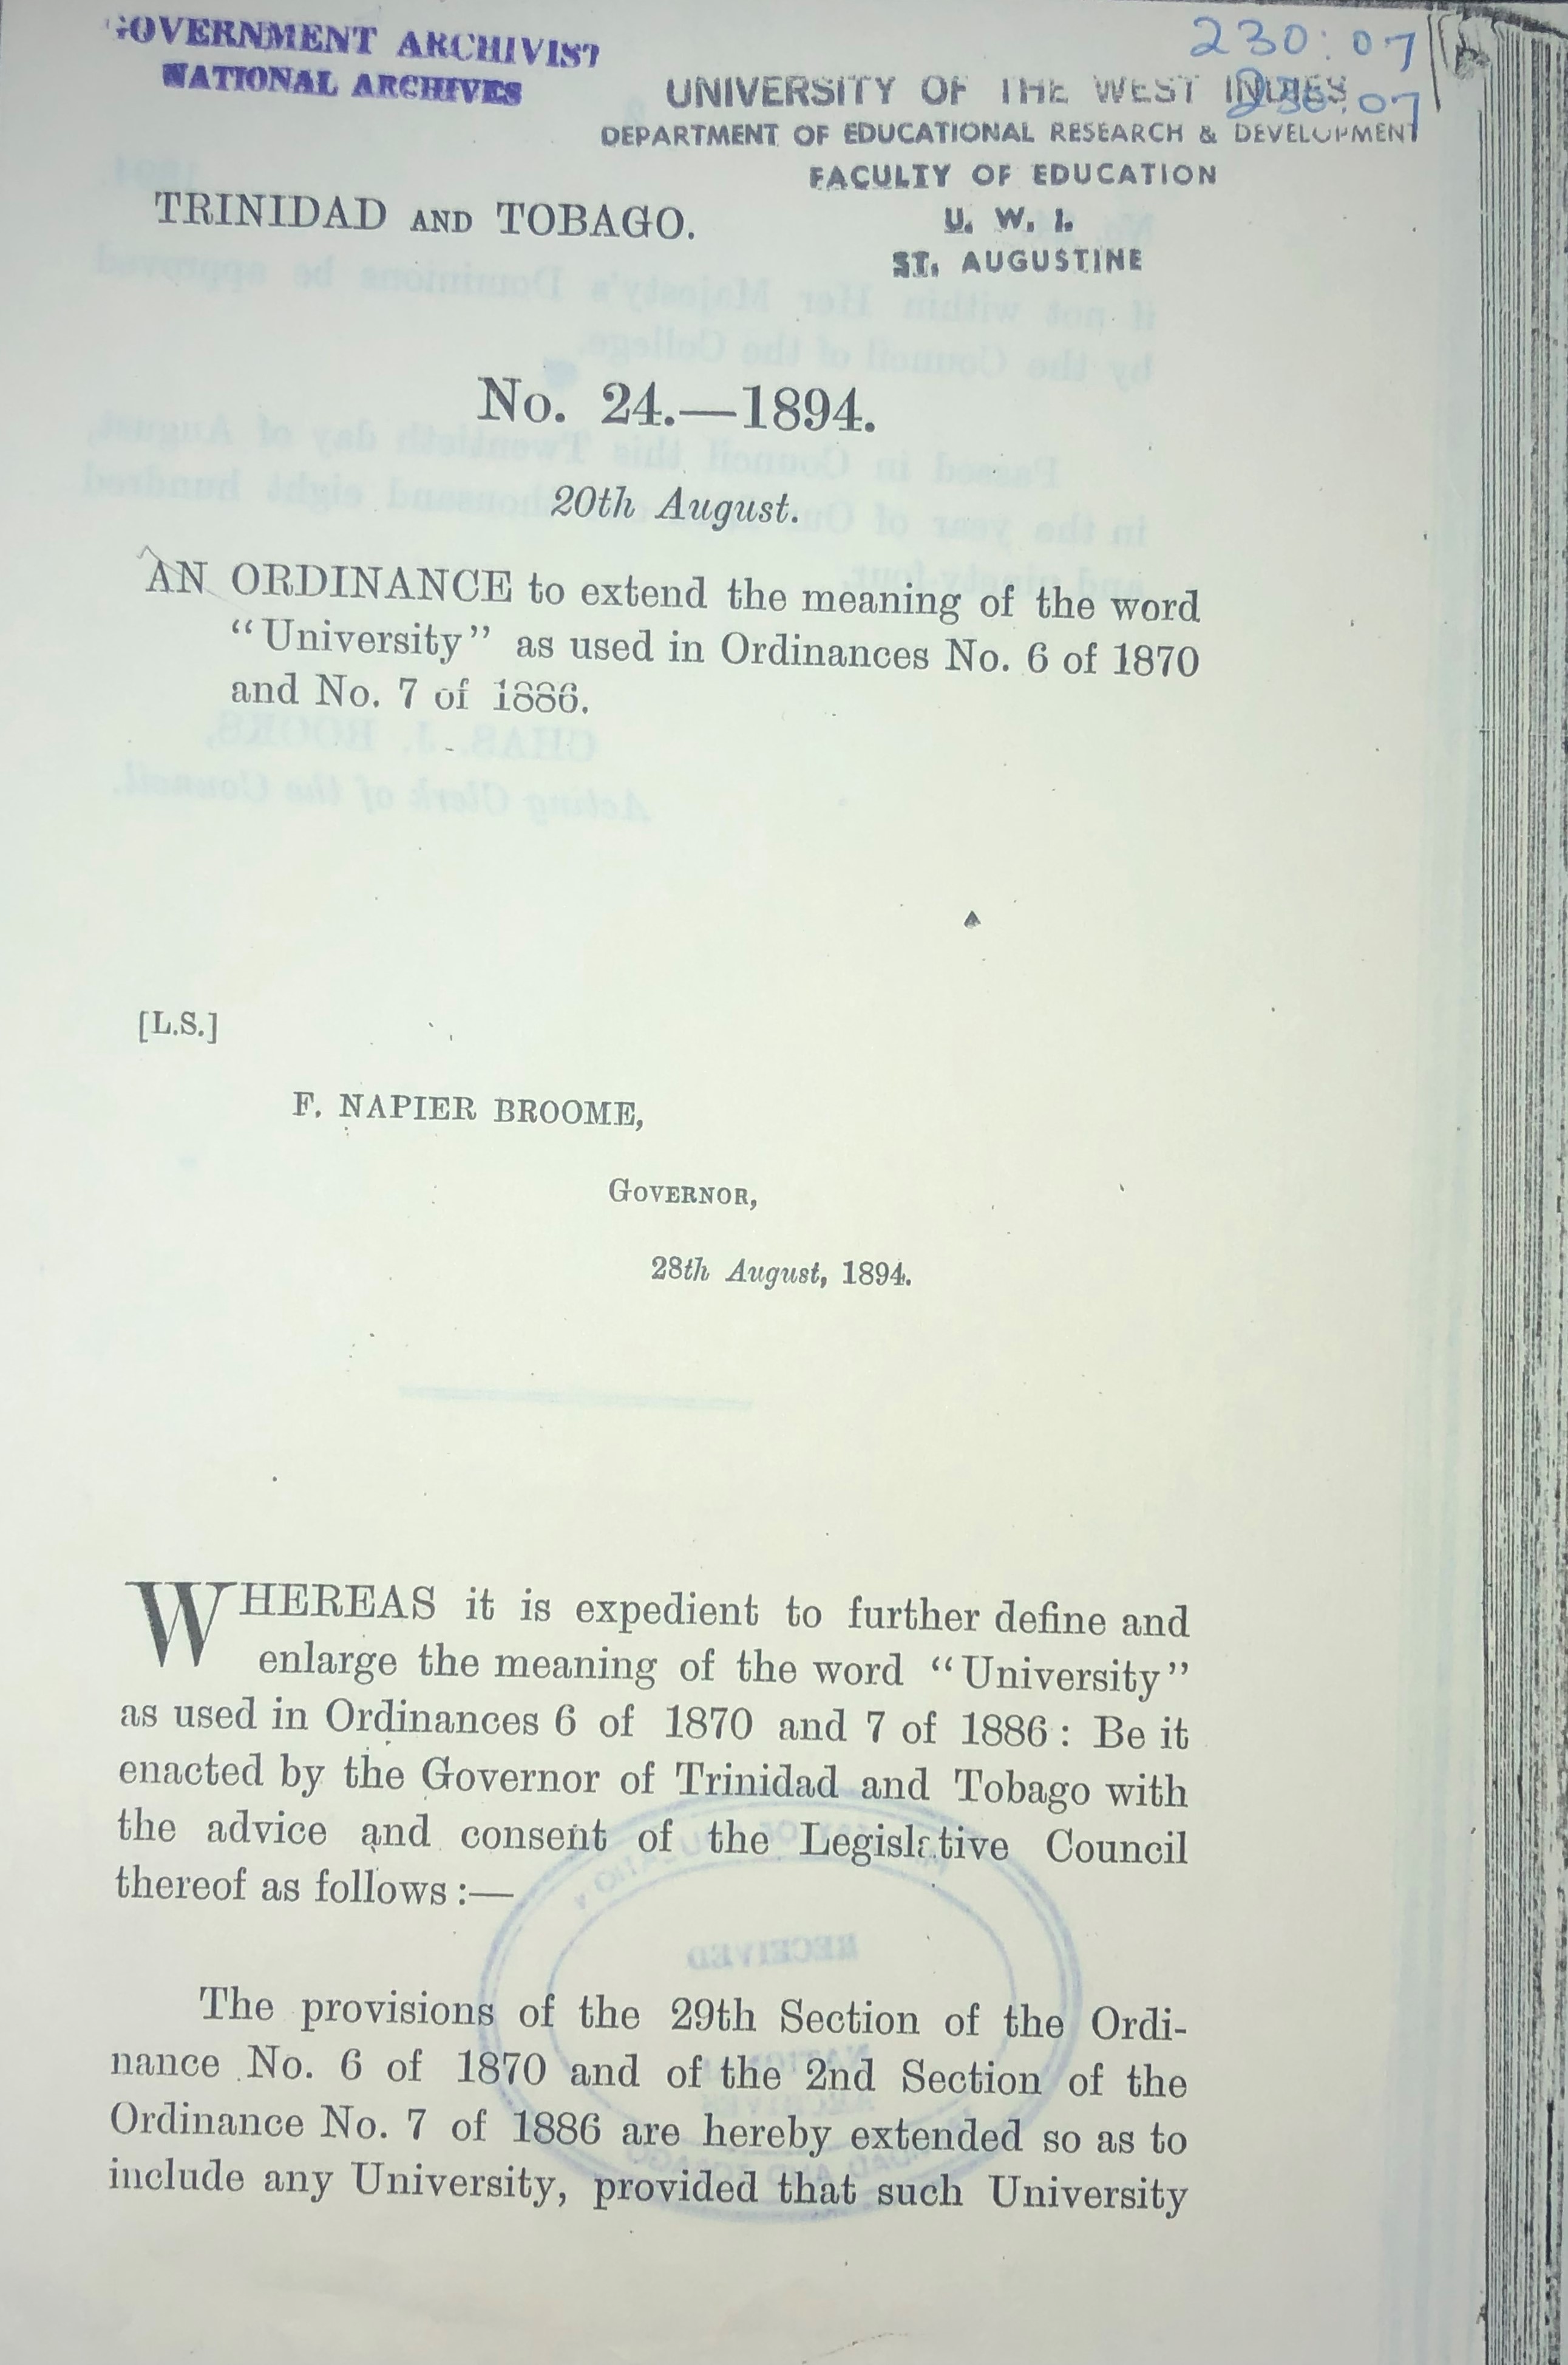 GOVERNMENT ARCHIVIST
NATIONAL ARCHIVES
230:07
230:07
UNIVERSITY OF THE WEST INDIES
DEPARTMENT OF EDUCATIONAL RESEARCH & DEVELOPMENT
FACULTY OF EDUCATION
U. W. I.
ST. AUGUSTINE
TRINIDAD AND TOBAGO.
No. 24.—1894.
20th August.
AN ORDINANCE to extend the meaning of the word
“University” as used in Ordinances No. 6 of 1870
and No. 7 of 1886.
[L.S.]
F. NAPIER BROOME,
GOVERNOR,
28th August, 1894.
WHEREAS it is expedient to further define and
enlarge the meaning of the word “University”
as used in Ordinances 6 of 1870 and 7 of 1886: Be it
enacted by the Governor of Trinidad and Tobago with
the advice and consent of the Legislative Council
thereof as follows:—
The provisions of the 29th Section of the Ordi-
nance No. 6 of 1870 and of the 2nd Section of the
Ordinance No. 7 of 1886 are hereby extended so as to
include any University, provided that such University